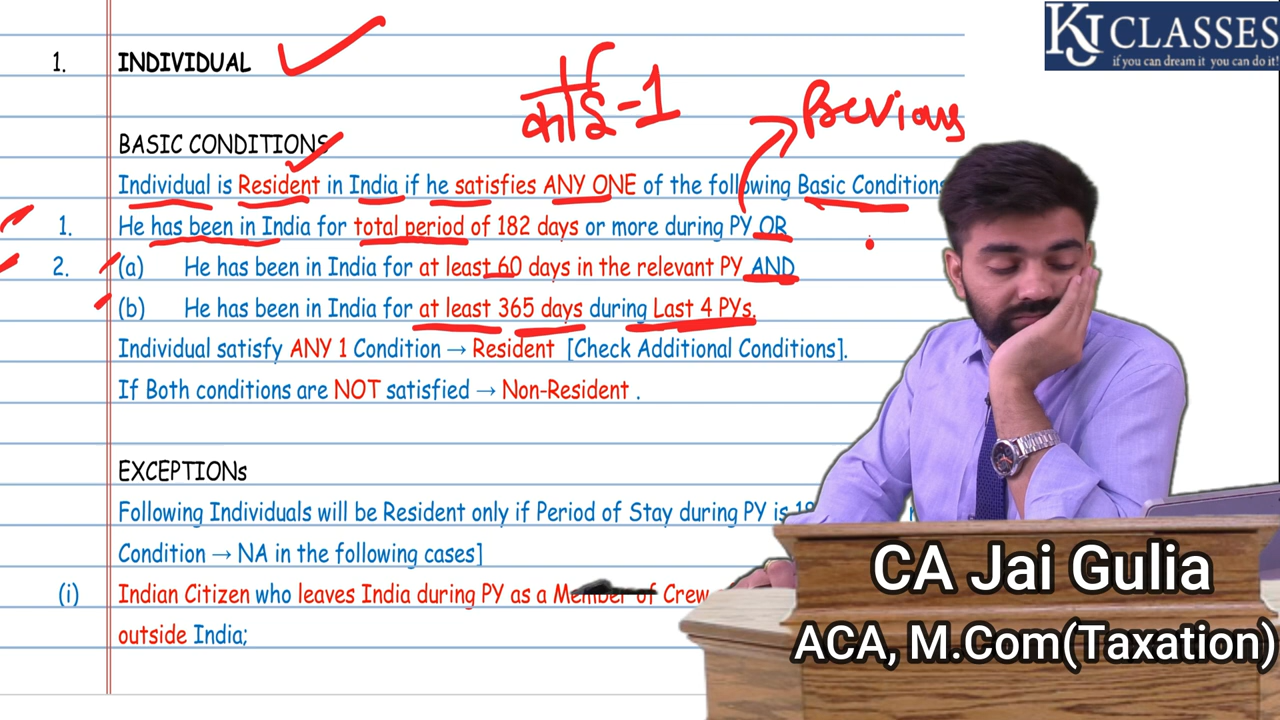 KJ CLASSES
if you can dream it you can do it!
1. INDIVIDUAL
-1
Previous
BASIC CONDITIONS
Individual is Resident in India if he satisfies ANY ONE of the following Basic Conditions
1. He has been in India for total period of 182 days or more during PY OR
2. (a) He has been in India for at least 60 days in the relevant PY AND
(b) He has been in India for at least 365 days during Last 4 PYs.
Individual satisfy ANY 1 Condition → Resident [Check Additional Conditions].
If Both conditions are NOT satisfied → Non-Resident .
EXCEPTIONs
Following Individuals will be Resident only if Period of Stay during PY is
Condition → NA in the following cases]
(i) Indian Citizen who leaves India during PY as a Member of Crew
outside India;
CA Jai Gulia
ACA, M.Com(Taxation)